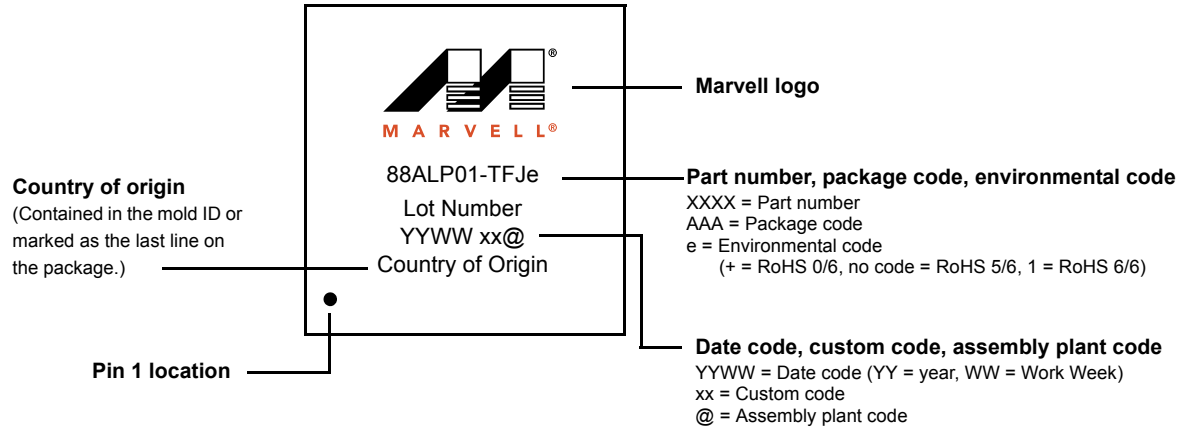 ®
MARVELL®
88ALP01-TFJe
Lot Number
YYWW xx@
Country of Origin
Country of origin
(Contained in the mold ID or
marked as the last line on
the package.)
Pin 1 location
Marvell logo
Part number, package code, environmental code
XXXX = Part number
AAA = Package code
e = Environmental code
(+ = RoHS 0/6, no code = RoHS 5/6, 1 = RoHS 6/6)
Date code, custom code, assembly plant code
YYWW = Date code (YY = year, WW = Work Week)
xx = Custom code
@ = Assembly plant code